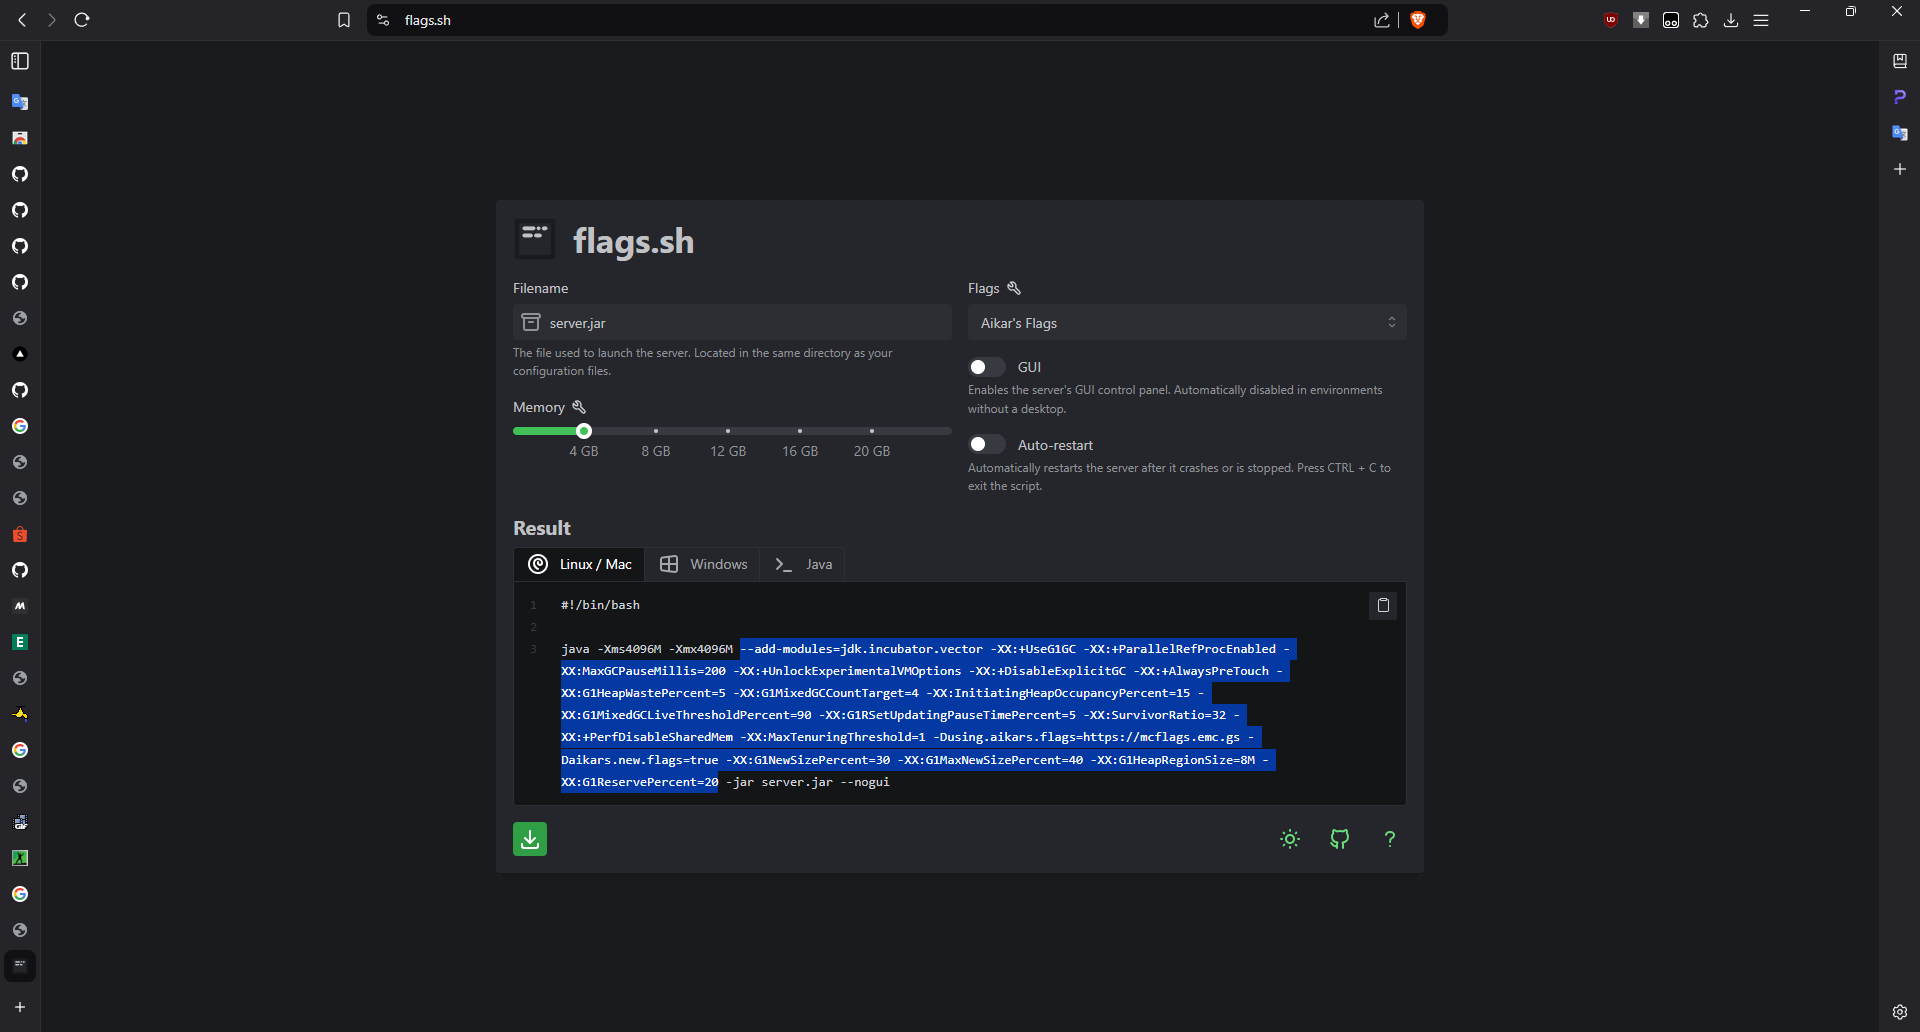 flags.sh
flags.sh
Filename
server.jar
The file used to launch the server. Located in the same directory as your
configuration files.
Memory
4 GB 8 GB 12 GB 16 GB 20 GB
Flags
Aikar's Flags
GUI
Enables the server's GUI control panel. Automatically disabled in environments
without a desktop.
Auto-restart
Automatically restarts the server after it crashes or is stopped. Press CTRL + C to
exit the script.
Result
Linux / Mac Windows Java
1 #!/bin/bash
2
3 java -Xms4096M -Xmx4096M --add-modules=jdk.incubator.vector -XX:+UseG1GC -XX:+ParallelRefProcEnabled -
XX:MaxGCPauseMillis=200 -XX:+UnlockExperimentalVMOptions -XX:+DisableExplicitGC -XX:+AlwaysPreTouch -
XX:G1HeapWastePercent=5 -XX:G1MixedGCCountTarget=4 -XX:InitiatingHeapOccupancyPercent=15 -
XX:G1MixedGCLiveThresholdPercent=90 -XX:G1RSetUpdatingPauseTimePercent=5 -XX:SurvivorRatio=32 -
XX:+PerfDisableSharedMem -XX:MaxTenuringThreshold=1 -Dusing.aikars.flags=https://mcflags.emc.gs -
Daikars.new.flags=true -XX:G1NewSizePercent=30 -XX:G1MaxNewSizePercent=40 -XX:G1HeapRegionSize=8M -
XX:G1ReservePercent=20 -jar server.jar --nogui